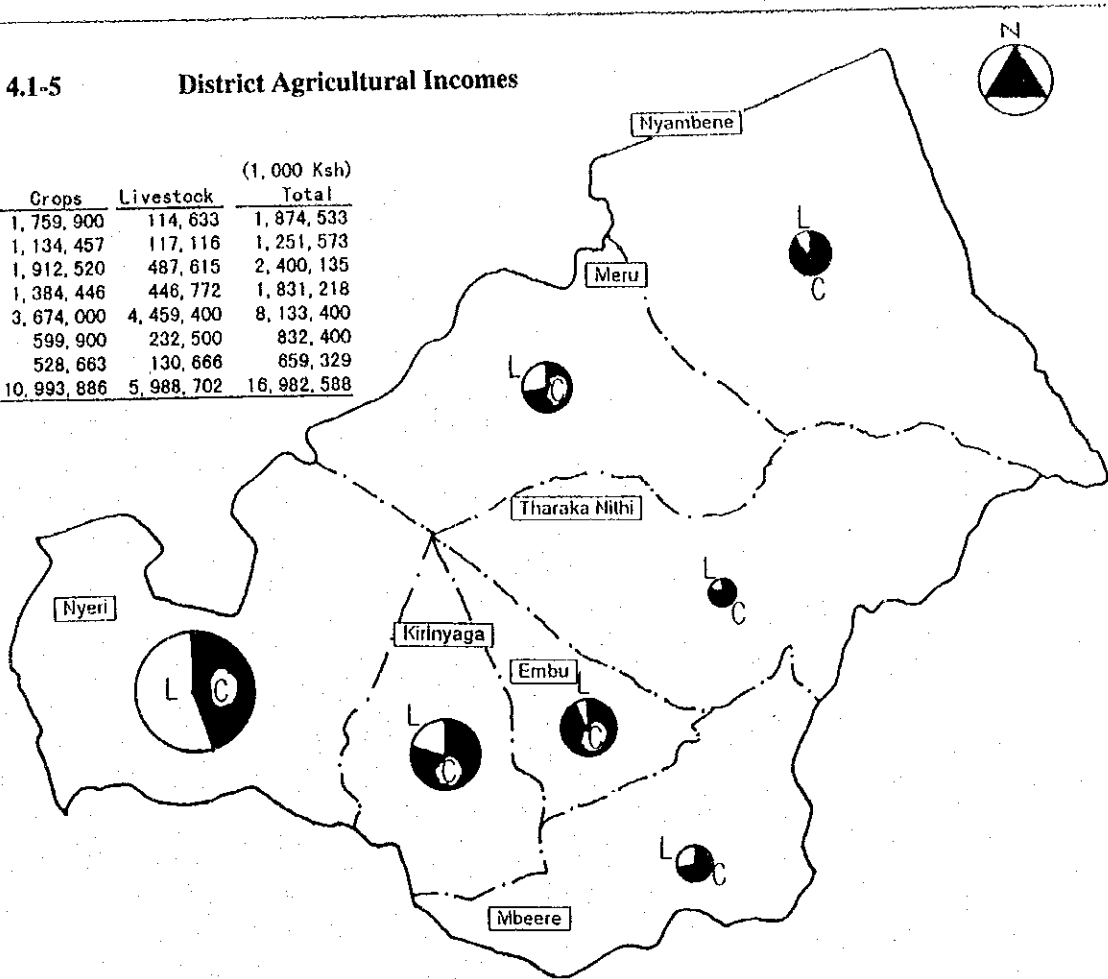 N
4.1-5 District Agricultural Incomes
Nyambene
(1,000 Ksh)
Crops Livestock Total
1,759,900 114,633 1,874,533
1,134,457 117,116 1,251,573
1,912,520 487,615 2,400,135
1,384,446 446,772 1,831,218
3,674,000 4,459,400 8,133,400
599,900 232,500 832,400
528,663 130,666 659,329
10,993,886 5,988,702 16,982,588
L
C
Meru
L
C
Tharaka Nithi
L
C
Nyeri
L C
Kirinyaga
L
C
Embu
L
C
L
C
Mbeere